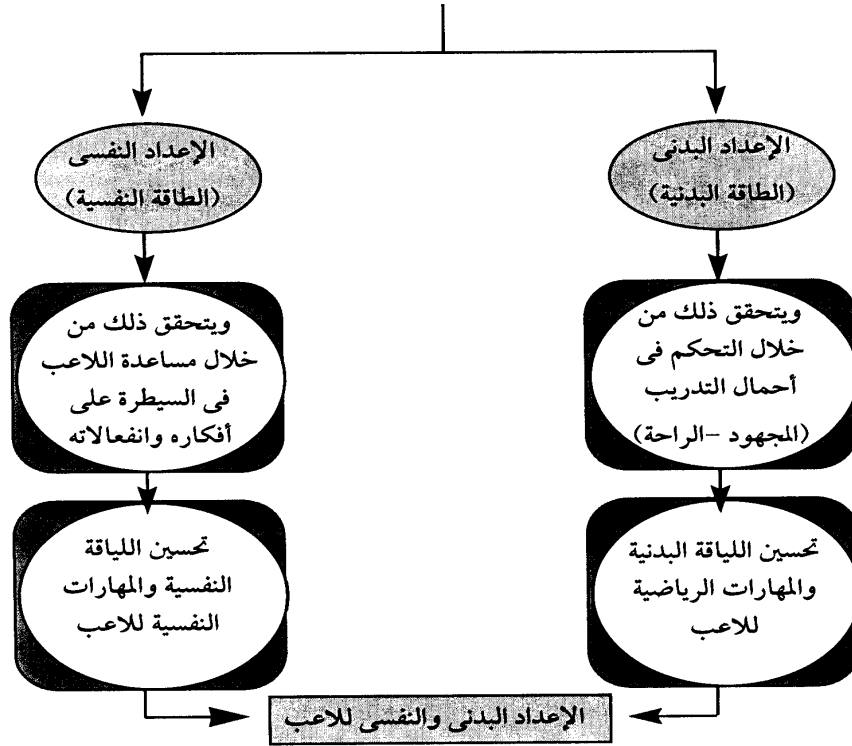 الإعداد البدنى
(الطاقة البدنية)
ويتحقق ذلك من
خلال التحكم فى
أحمال التدريب
(المجهود -الراحة)
تحسين اللياقة البدنية
والمهارات الرياضية
للاعب
الإعداد النفسى
(الطاقة النفسية)
ويتحقق ذلك من
خلال مساعدة اللاعب
فى السيطرة على
أفكاره وانفعالاته
تحسين اللياقة
النفسية والمهارات
النفسية للاعب
الإعداد البدنى والنفسى للاعب